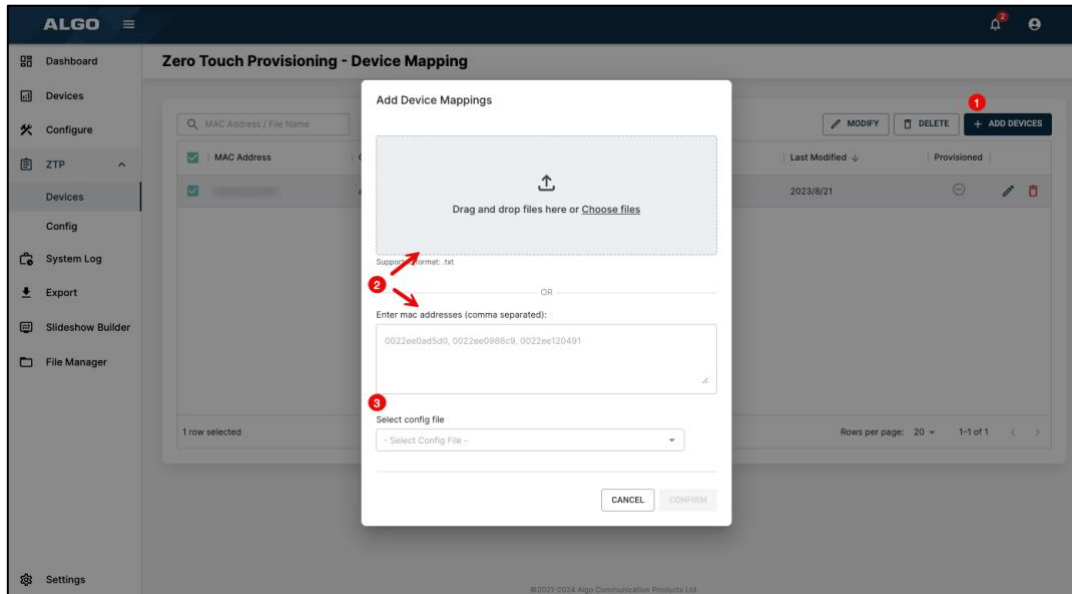 ALGO
2
Dashboard
Devices
Configure
ZTP
Devices
Config
System Log
Export
Slideshow Builder
File Manager
Settings
Zero Touch Provisioning - Device Mapping
MAC Address / File Name
1
MODIFY
DELETE
+ ADD DEVICES
MAC Address
Last Modified
Provisioned
2023/8/21
1 row selected
Rows per page: 20
1-1 of 1
Add Device Mappings
Drag and drop files here or Choose files
format: .txt
2
OR
Enter mac addresses (comma separated):
0022ee0ad5d0, 0022ee0986c9, 0022ee120491
3
Select config file
- Select Config File -
CANCEL
CONFIRM
©2021-2024 Algo Communication Products Ltd